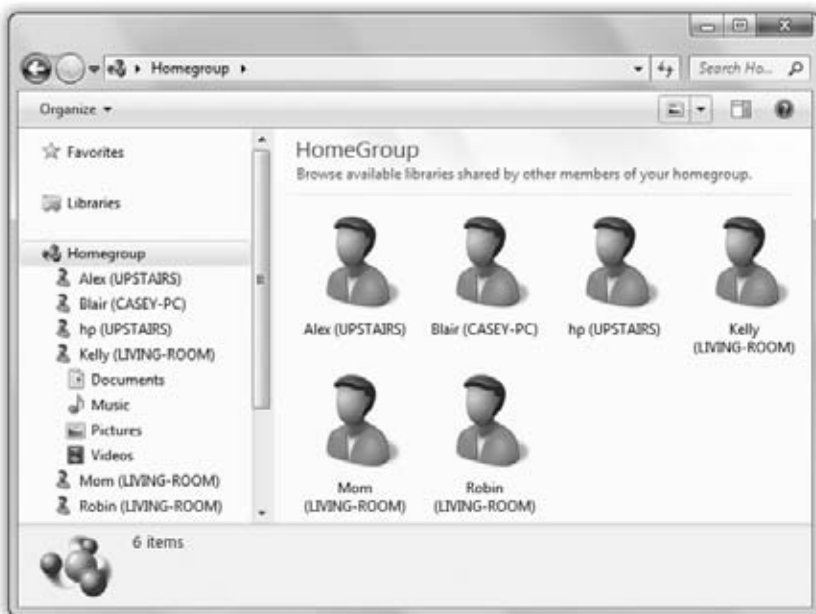 Homegroup
Search Ho...
Organize
Favorites
Libraries
Homegroup
Alex (UPSTAIRS)
Blair (CASEY-PC)
hp (UPSTAIRS)
Kelly (LIVING-ROOM)
Documents
Music
Pictures
Videos
Mom (LIVING-ROOM)
Robin (LIVING-ROOM)
HomeGroup
Browse available libraries shared by other members of your homegroup.
Alex (UPSTAIRS)
Blair (CASEY-PC)
hp (UPSTAIRS)
Kelly
(LIVING-ROOM)
Mom
(LIVING-ROOM)
Robin
(LIVING-ROOM)
6 items